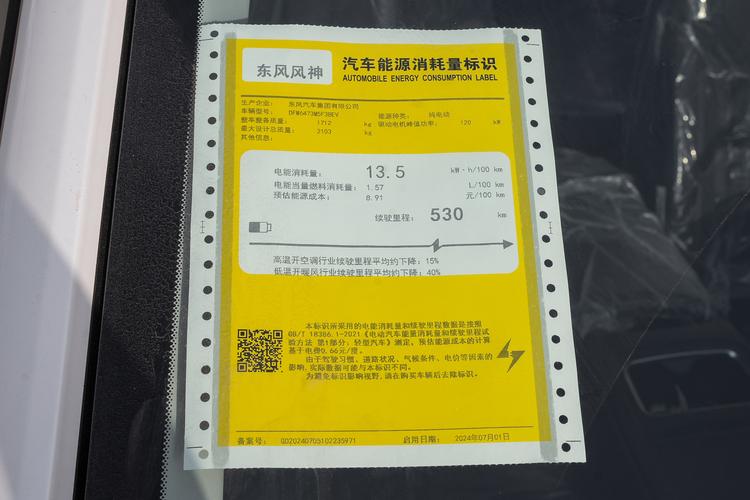 东风风神
汽车能源消耗量标识
AUTOMOBILE ENERGY CONSUMPTION LABEL
生产企业: 东风汽车集团有限公司
车辆型号: DFM6473M5F3BEV 能源种类: 纯电动
整车整备质量: 1712 kg 驱动电机峰值功率: 120 kW
最大设计总质量: 2103 kg
其他信息:
电能消耗量: 13.5 kW·h/100 km
电能当量燃料消耗量: 1.57 L/100 km
预估能源成本: 8.91 元/100 km
续驶里程: 530 km
高温开空调行业续驶里程平均约下降: 15%
低温开暖风行业续驶里程平均约下降: 40%
本标识所采用的电能消耗量和续驶里程数据是按照
GB/T 18386.1-2021《电动汽车能量消耗量和续驶里程试
验方法 第1部分: 轻型汽车》测定。预估能源成本的计算
基于电费0.66元/度。
由于驾驶习惯、道路状况、气候条件、电价等因素的
影响,实际数据可能与本标识不同。
为避免标识影响视野,请在购买车辆后去除标识。
备案号: QD20240705102235971 启用日期: 2024年07月01日